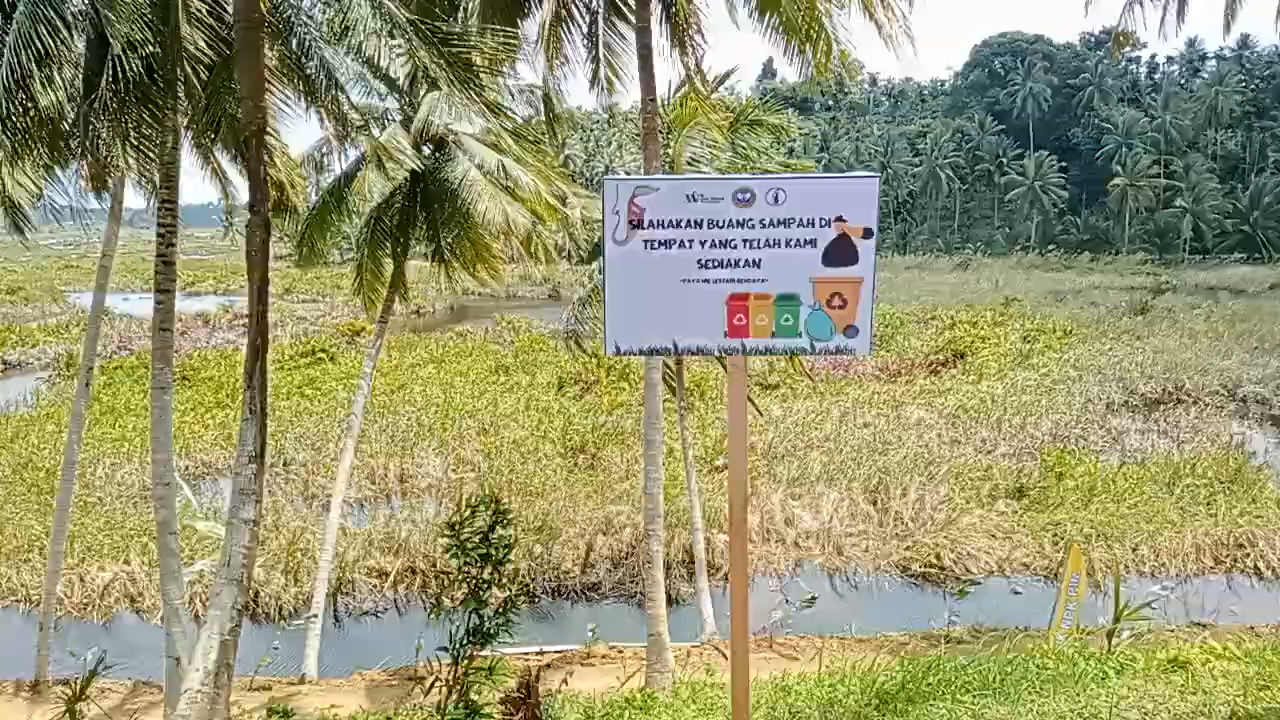 SILAHAKAN BUANG SAMPAH DI
TEMPAT YANG TELAH KAMI
SEDIAKAN